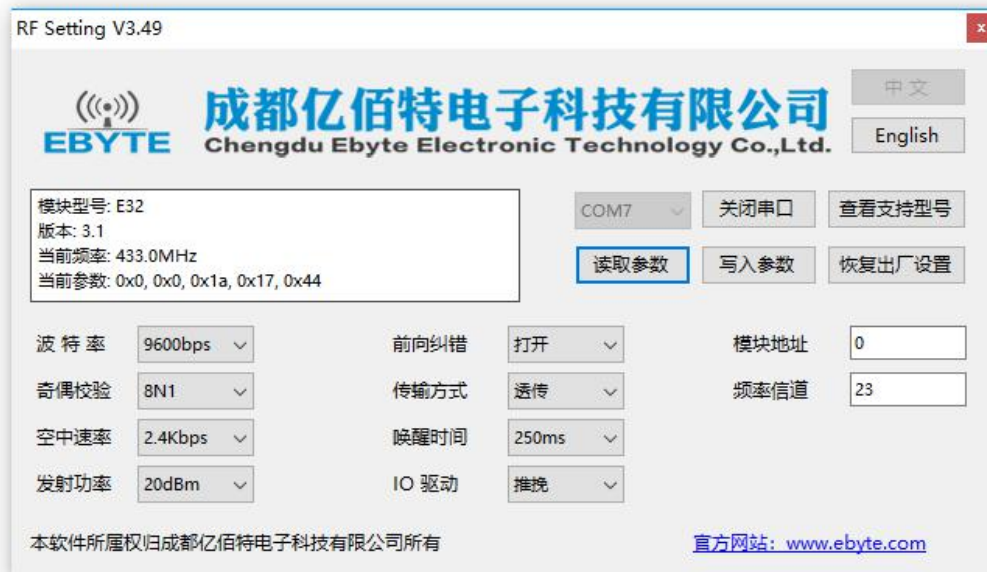 RF Setting V3.49
x
((( ))) 成都亿佰特电子科技有限公司
EBYTE Chengdu Ebyte Electronic Technology Co.,Ltd.
中 文
English
模块型号: E32
版本: 3.1
当前频率: 433.0MHz
当前参数: 0x0, 0x0, 0x1a, 0x17, 0x44
COM7 关闭串口 查看支持型号
读取参数 写入参数 恢复出厂设置
波 特 率 9600bps 前向纠错 打开 模块地址 0
奇偶校验 8N1 传输方式 透传 频率信道 23
空中速率 2.4Kbps 唤醒时间 250ms
发射功率 20dBm IO 驱动 推挽
本软件所属权归成都亿佰特电子科技有限公司所有 官方网站：www.ebyte.com